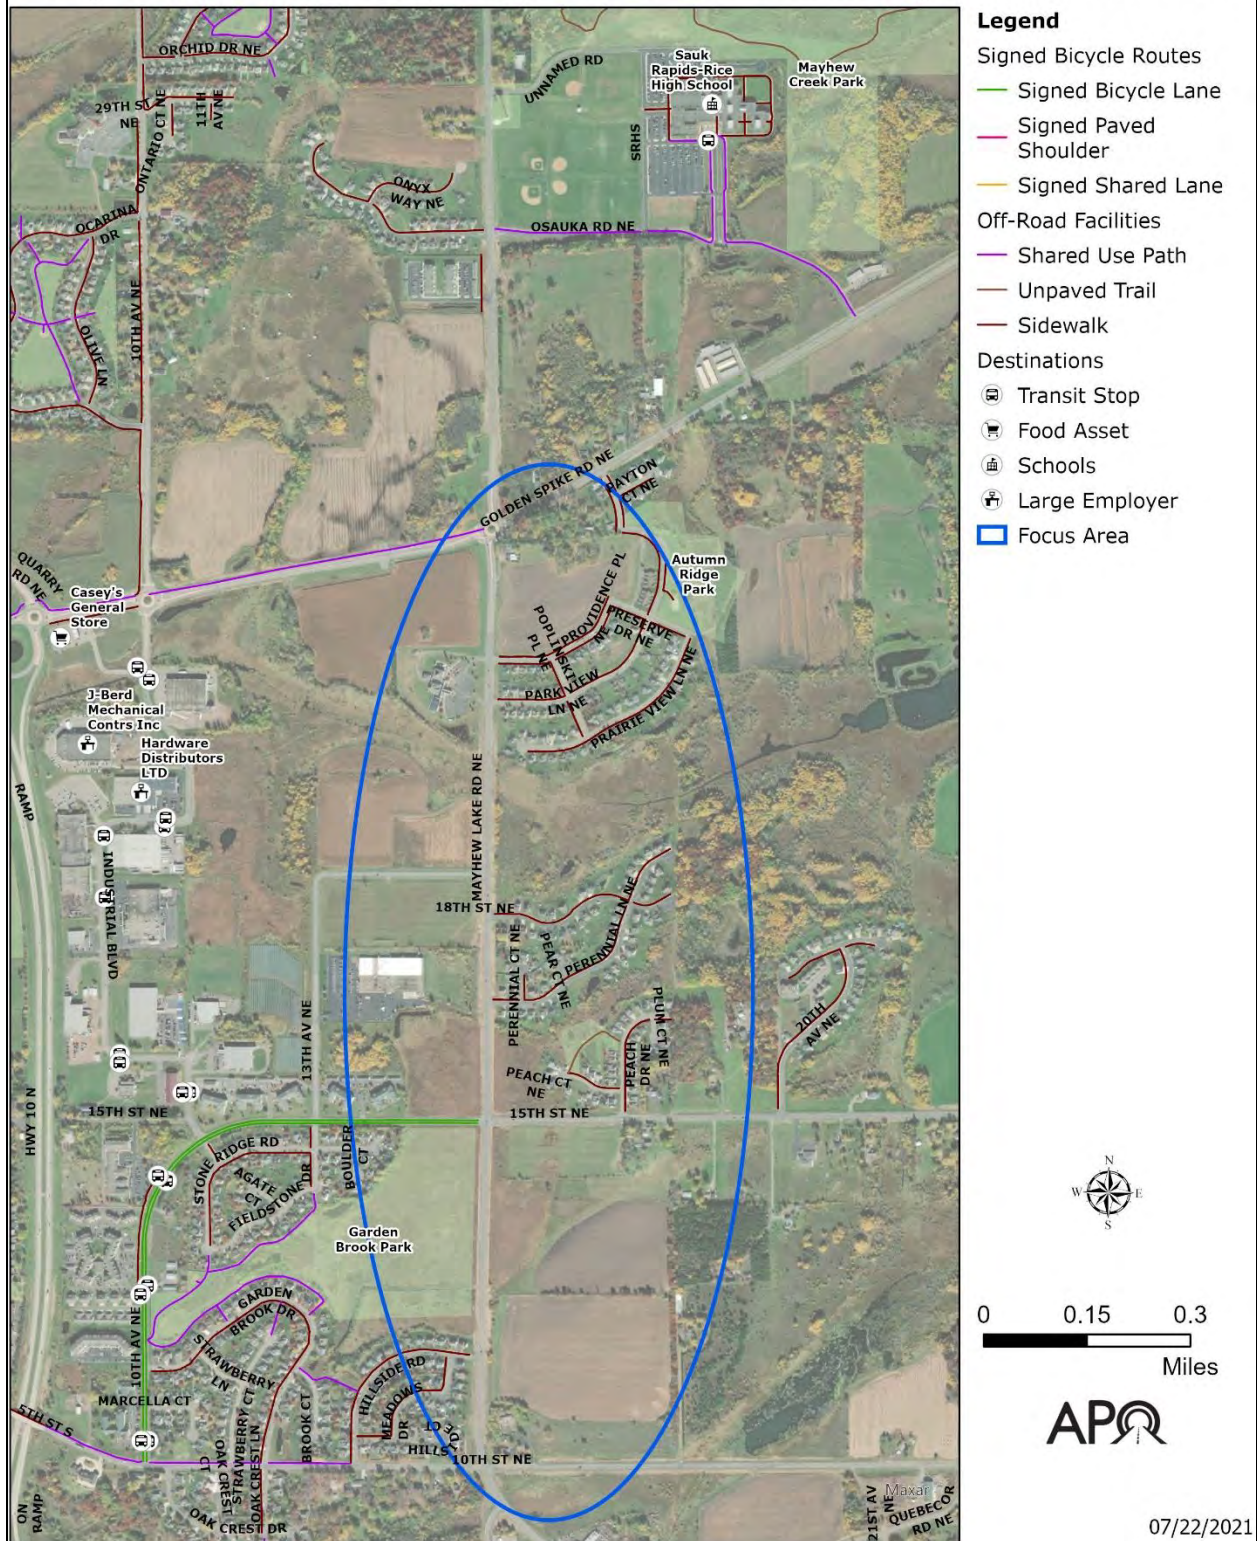 ORCHID DR NE
29TH ST
NE
ONTARIO CT NE
11TH
AV NE
UNNAMED RD
Sauk
Rapids-Rice
High School
Mayhew
Creek Park
SRHS
ONYX
WAY NE
OCARINA
DR
OSAUKA RD NE
10TH AV NE
OLIVE LN
GOLDEN SPIKE RD NE
PAYTON
CT NE
QUARRY
RD NE
Casey's
General
Store
Autumn
Ridge
Park
PROVIDENCE PL
NE
POPLINSKI
PL NE
PRESERVE
DR NE
PARK VIEW
LN NE
PRAIRIE VIEW LN NE
J-Berd
Mechanical
Contrs Inc
Hardware
Distributors
LTD
RAMP
INDUSTRIAL BLVD
MAYHEW LAKE RD NE
18TH ST NE
PERENNIAL CT NE
PEAR CT NE
PERENNIAL LN NE
20TH
AV NE
13TH AV NE
PLUM CT NE
PEACH
DR NE
PEACH CT
NE
HWY 10 N
15TH ST NE
15TH ST NE
STONE RIDGE RD
AGATE
CT
FIELDSTONE DR
BOULDER
CT
Garden
Brook Park
GARDEN
BROOK DR
10TH AV NE
STRAWBERRY
LN
MARCELLA CT
HILLSIDE RD
MEADOWS
DR
HILLSIDE CT
5TH ST S
10TH ST NE
OAK CREST
CT
STRAWBERRY CT
OAK CREST LN
BROOK CT
OAK CREST DR
ON
RAMP
21ST AV
NE
QUEBECOR
RD NE
Maxar
Legend
Signed Bicycle Routes
Signed Bicycle Lane
Signed Paved
Shoulder
Signed Shared Lane
Off-Road Facilities
Shared Use Path
Unpaved Trail
Sidewalk
Destinations
Transit Stop
Food Asset
Schools
Large Employer
Focus Area
N
W
E
S
0 0.15 0.3
Miles
APO
07/22/2021